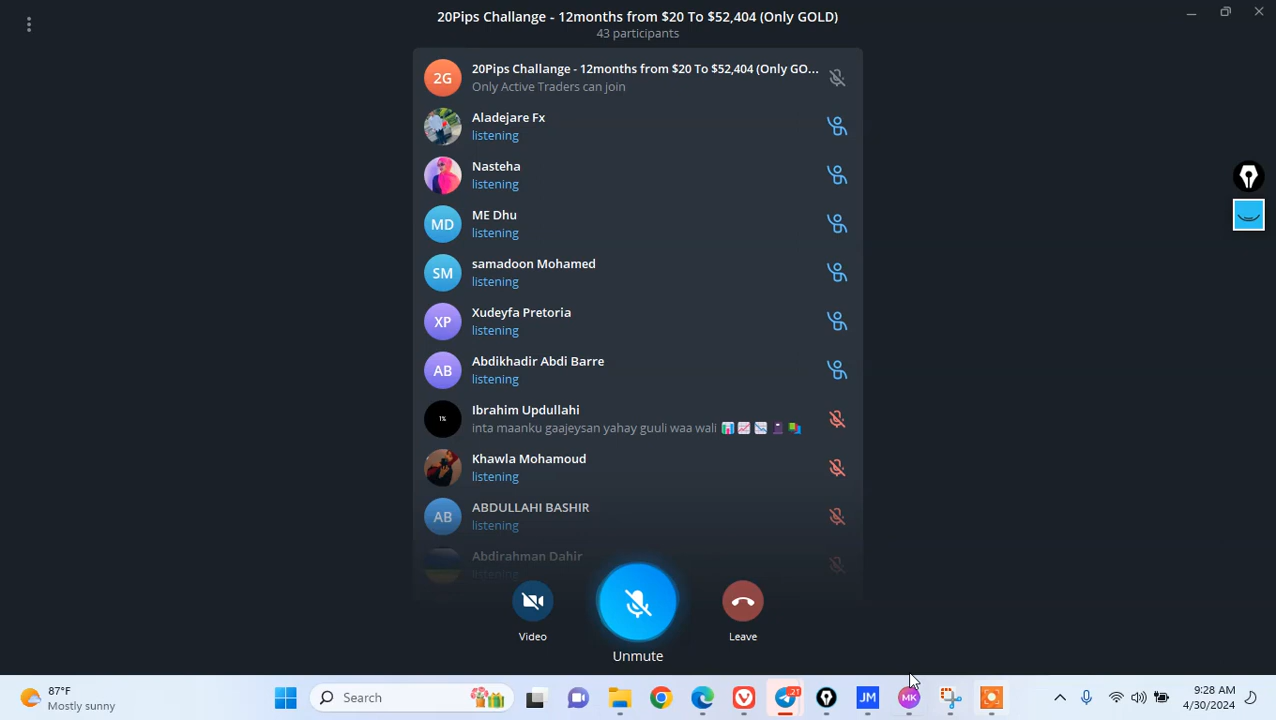 20Pips Challange - 12months from $20 To $52,404 (Only GOLD)
43 participants
2G
20Pips Challange - 12months from $20 To $52,404 (Only GO...
Only Active Traders can join
Aladejare Fx
listening
Nasteha
listening
MD
ME Dhu
listening
SM
samadoon Mohamed
listening
XP
Xudeyfa Pretoria
listening
AB
Abdikhadir Abdi Barre
listening
1%
Ibrahim Updullahi
inta maanku gaajeysan yahay guuli waa wali
Khawla Mohamoud
listening
AB
ABDULLAHI BASHIR
listening
Abdirahman Dahir
listening
Video
Unmute
Leave
87°F
Mostly sunny
Search
21
JM
MK
9:28 AM
4/30/2024